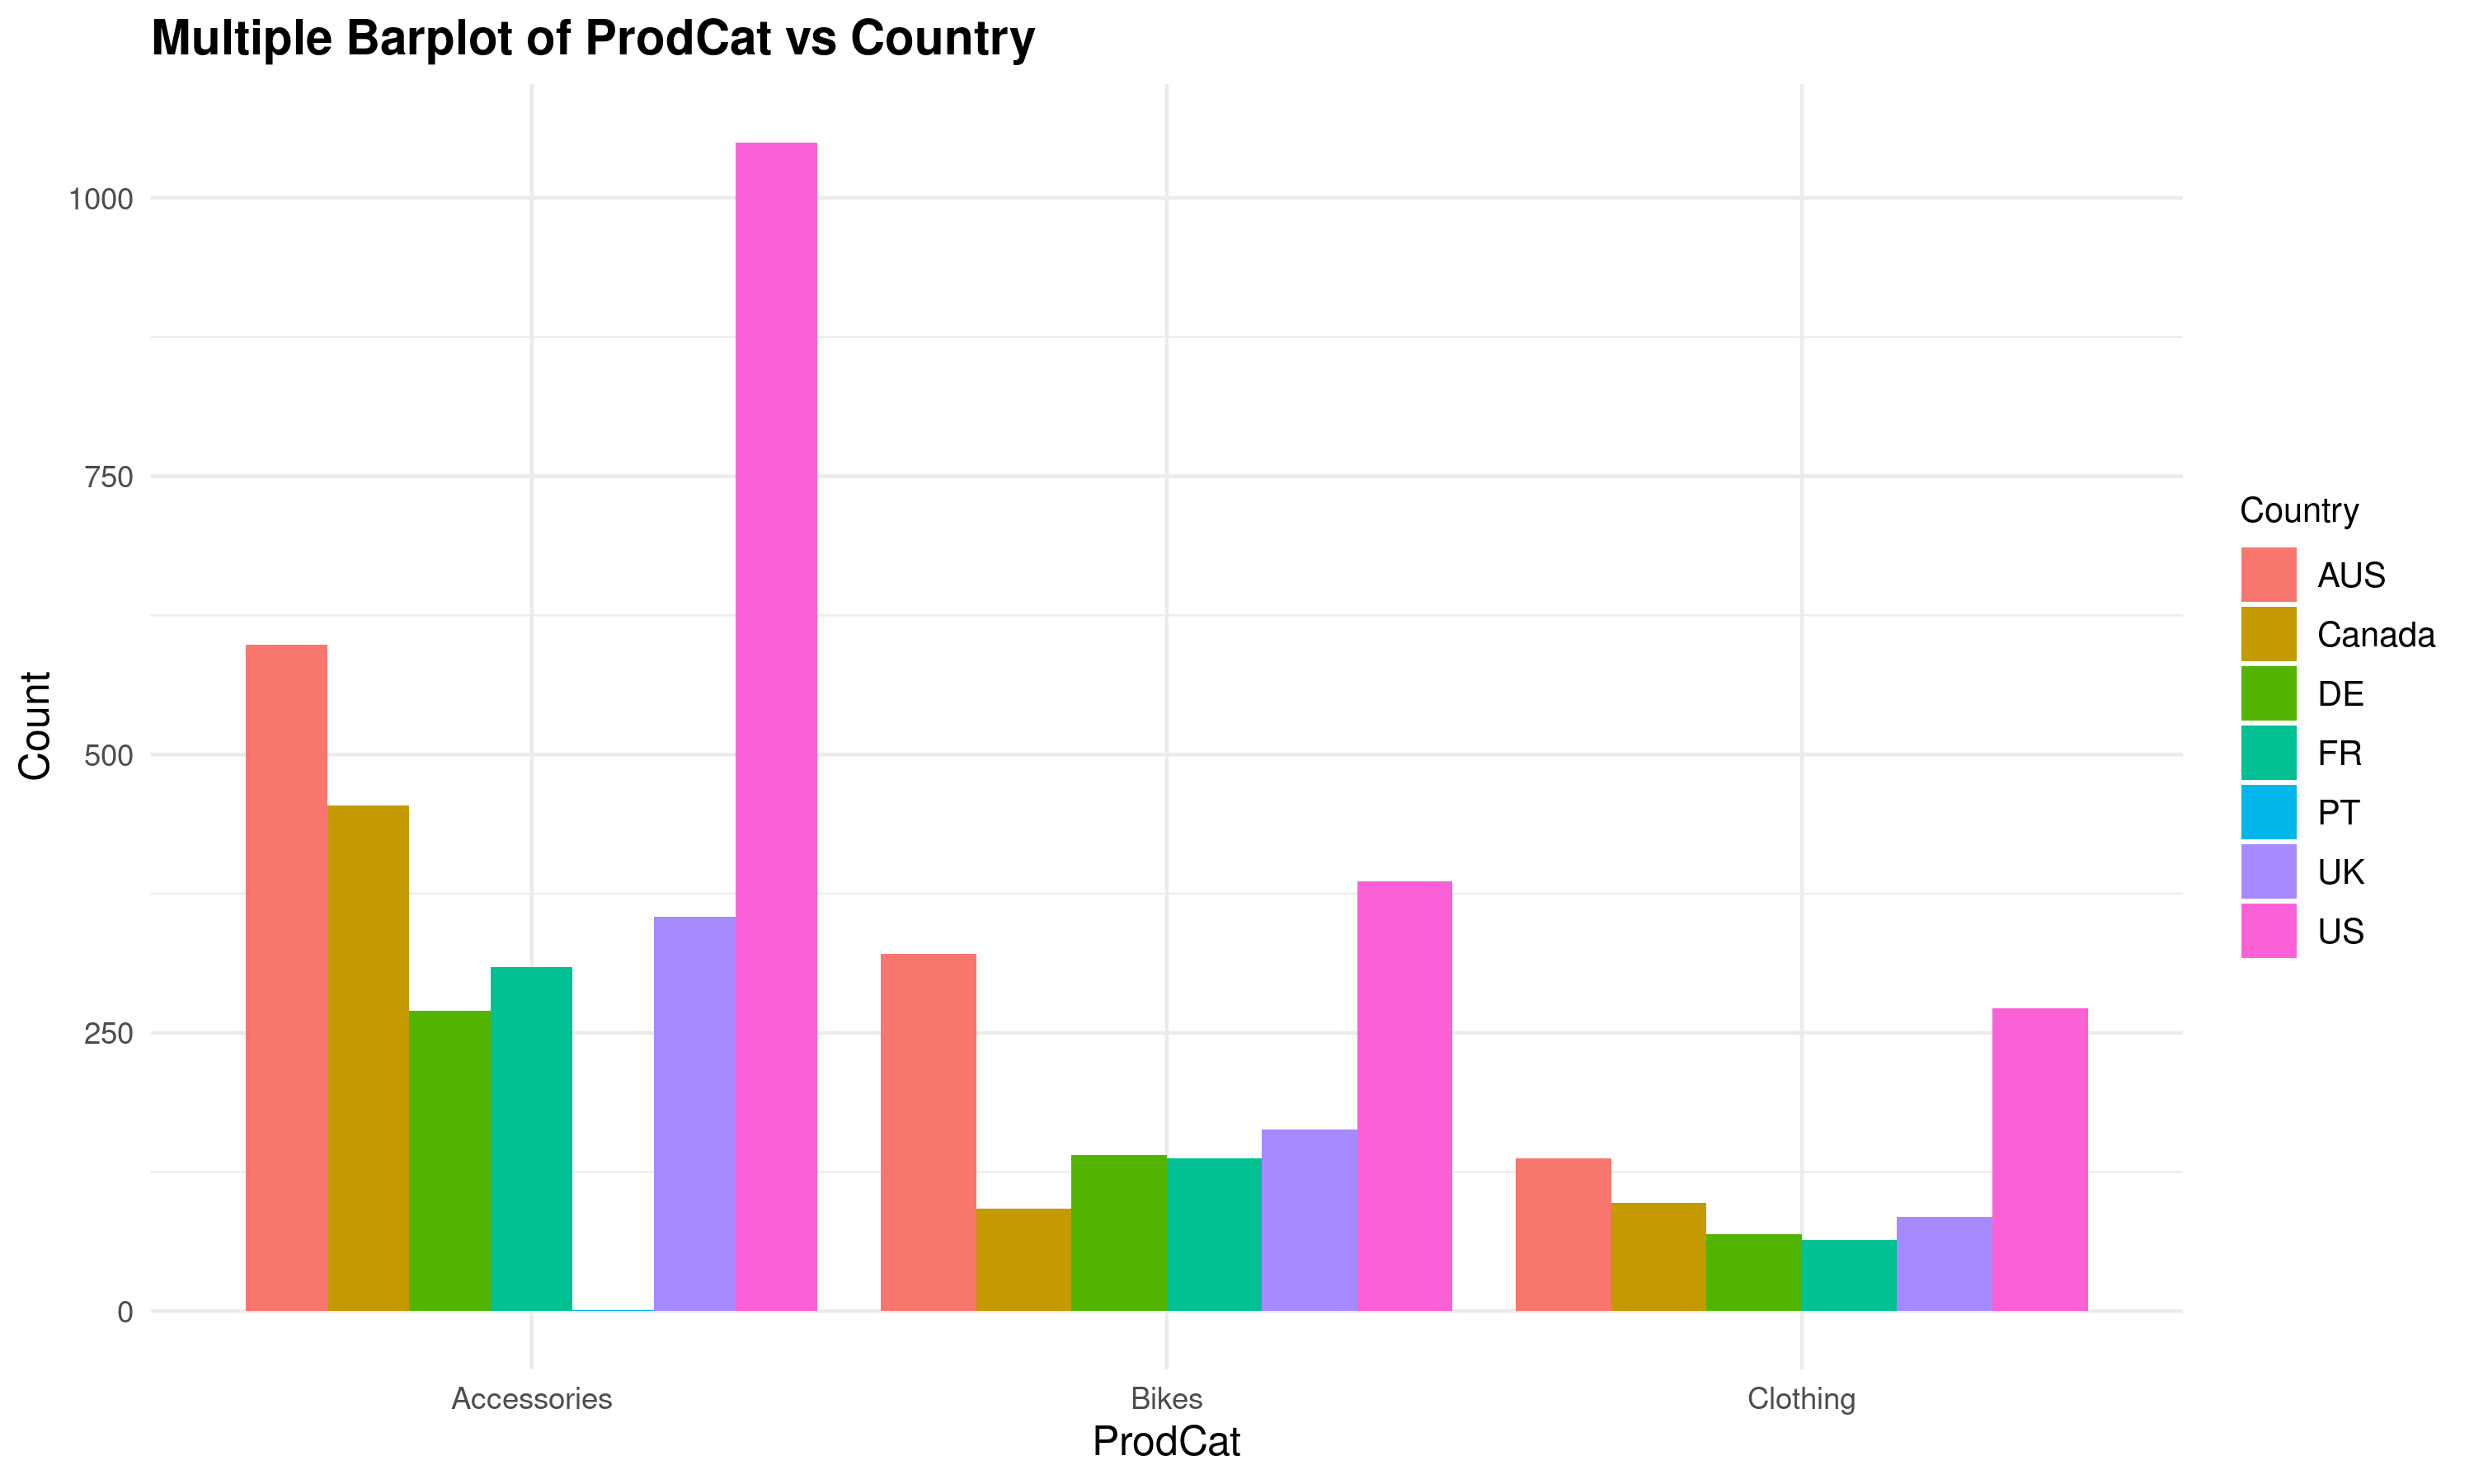 Multiple Barplot of ProdCat vs Country
Count
1000
750
500
250
0
Accessories
Bikes
Clothing
ProdCat
Country
AUS
Canada
DE
FR
PT
UK
US